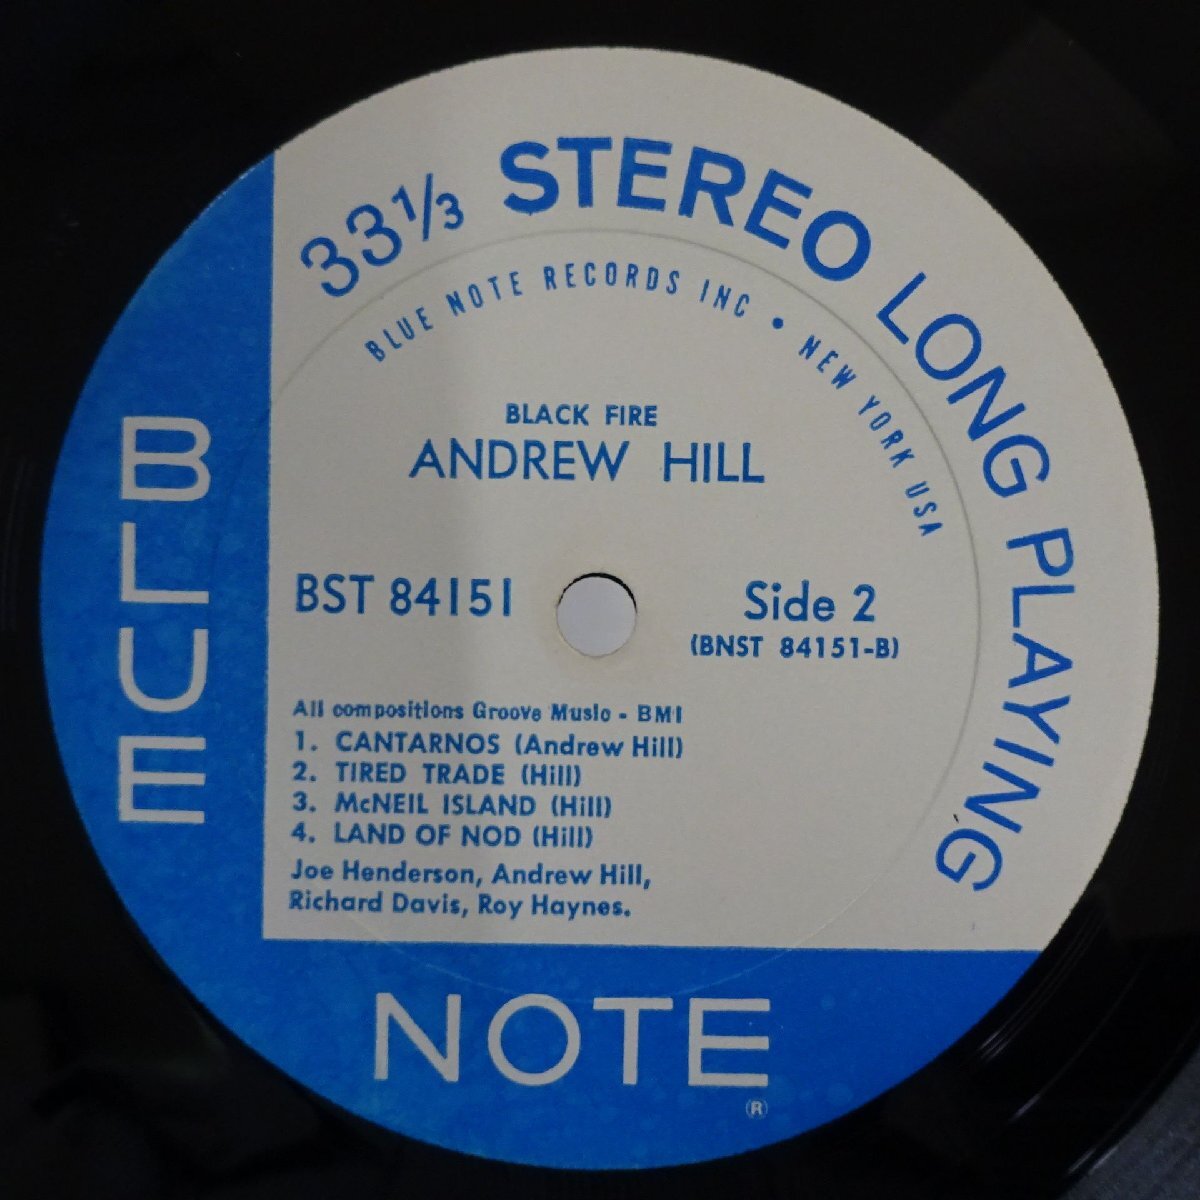 33 1/3 STEREO LONG PLAYING
BLUE NOTE RECORDS INC • NEW YORK USA
BLACK FIRE
ANDREW HILL
BST 84151
Side 2
(BNST 84151-B)
All compositions Groove Music - BMI
1. CANTARNOS (Andrew Hill)
2. TIRED TRADE (Hill)
3. McNEIL ISLAND (Hill)
4. LAND OF NOD (Hill)
Joe Henderson, Andrew Hill,
Richard Davis, Roy Haynes.
BLUE
NOTE
®